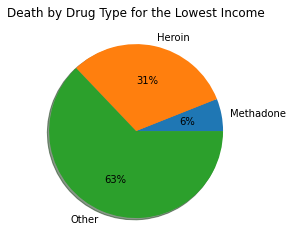 Death by Drug Type for the Lowest Income
Heroin
31%
Methadone
6%
63%
Other